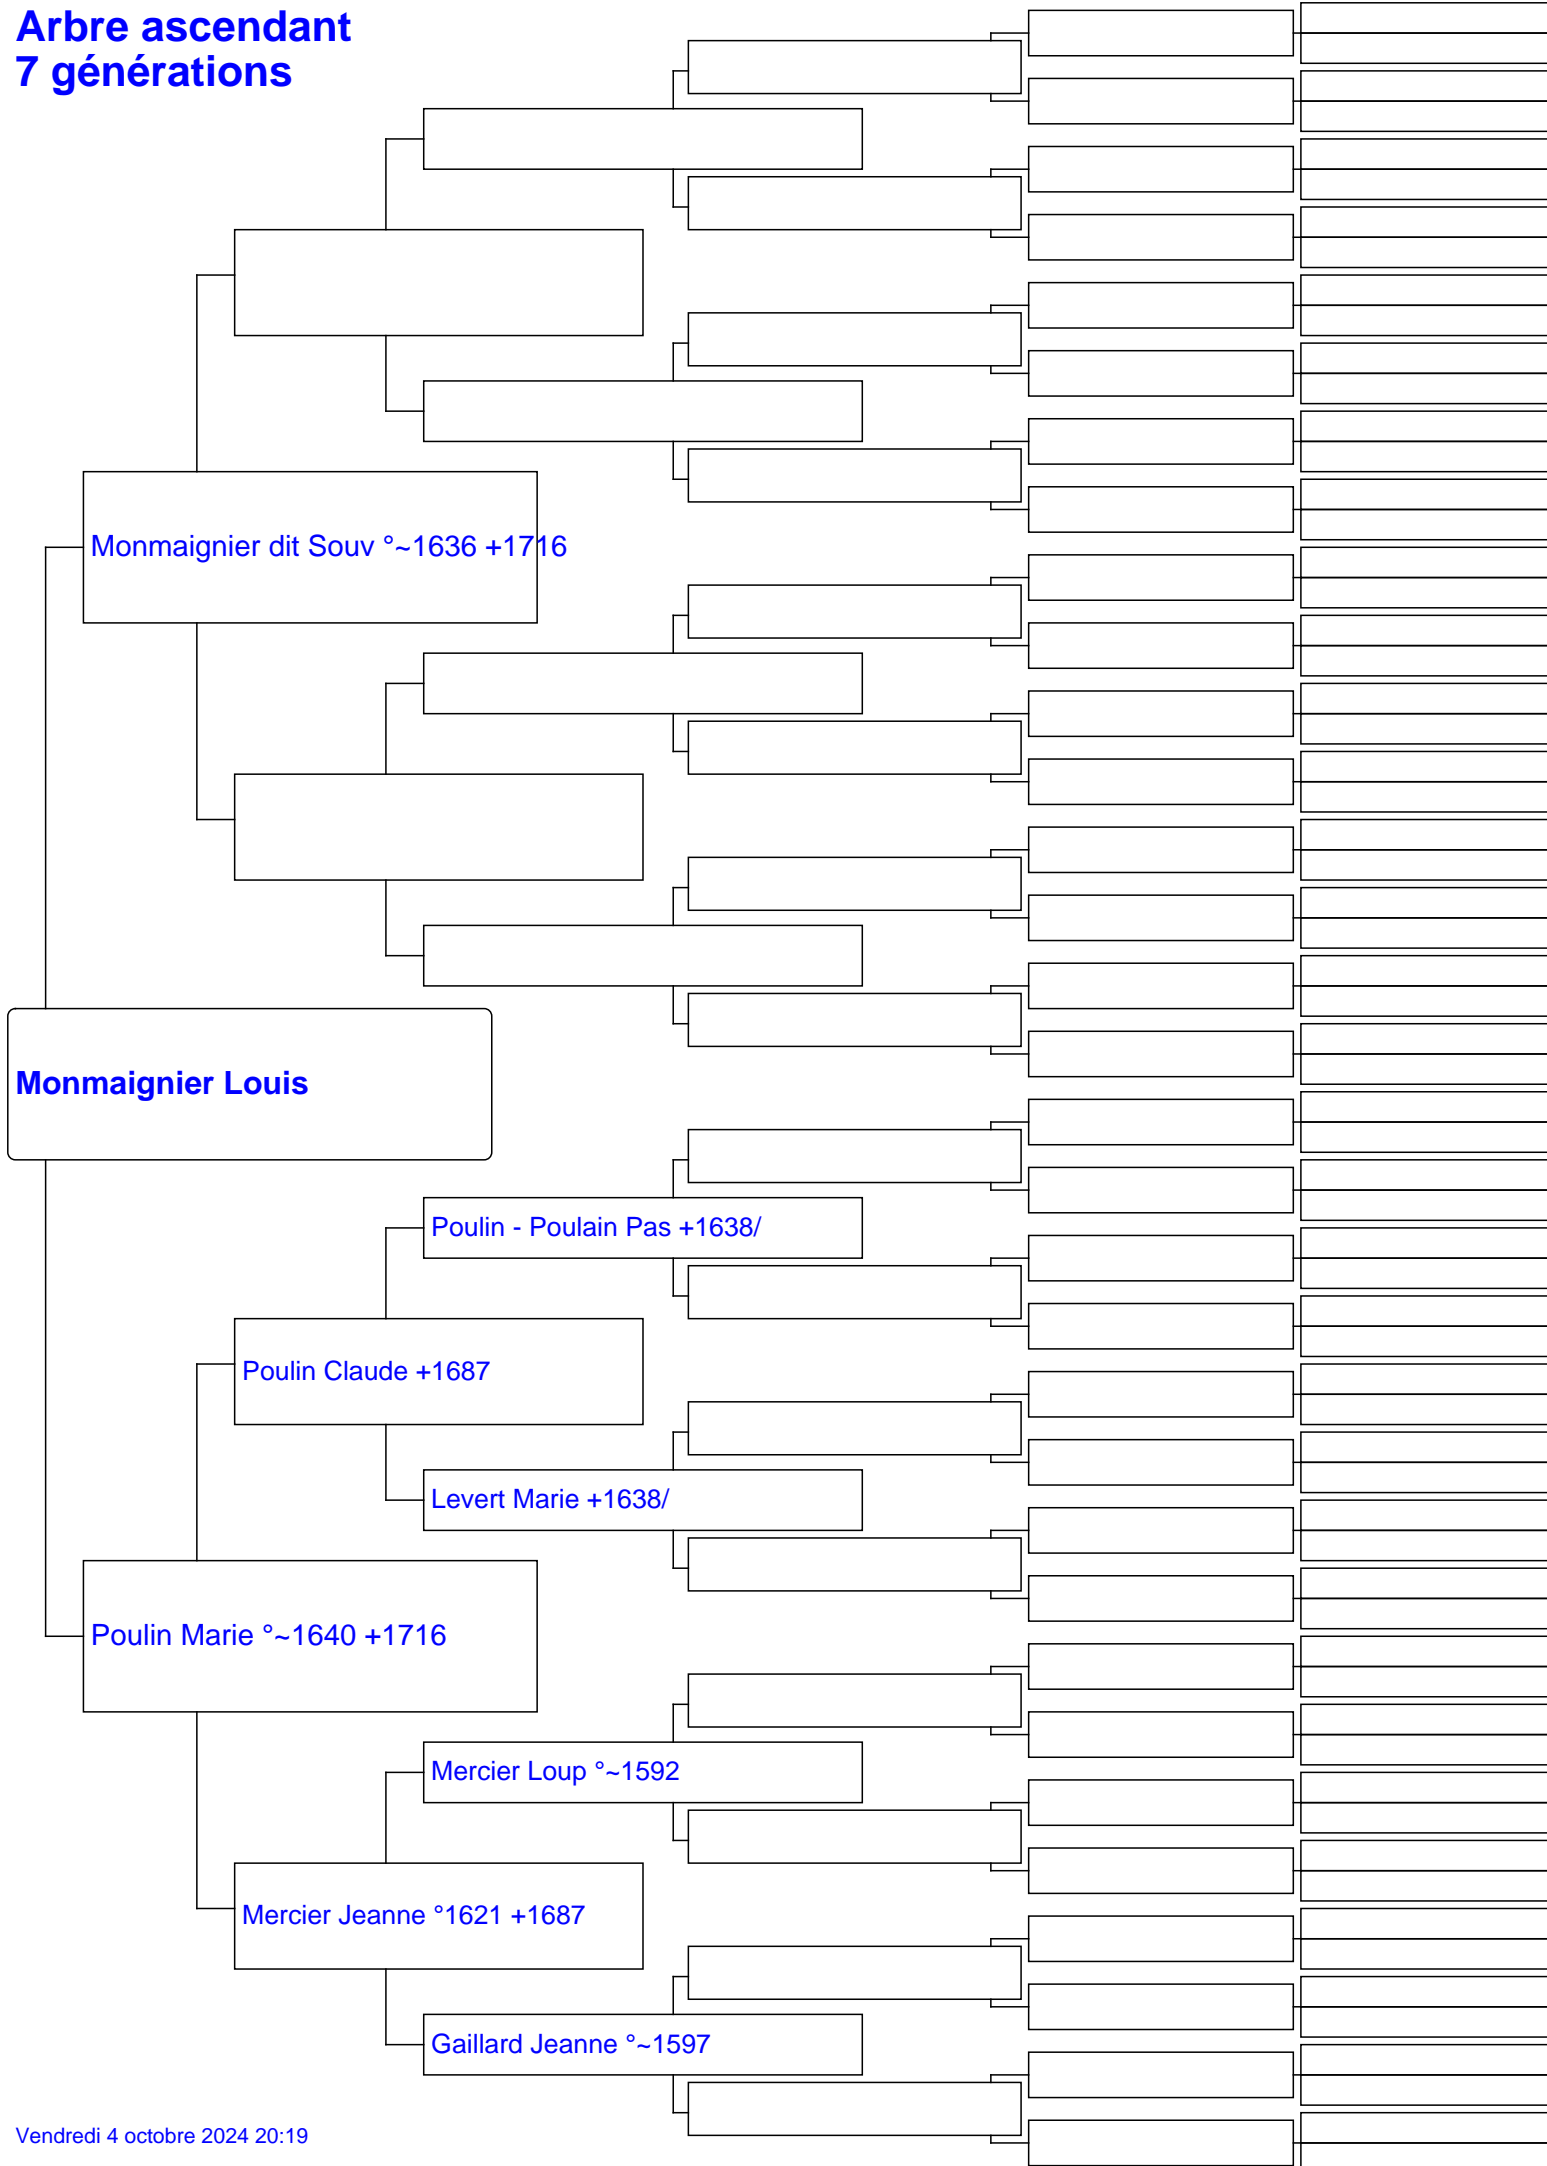 Arbre ascendant
7 générations
Monmaignier dit Souv °~1636 +1716
Monmaignier Louis
Poulin - Poulain Pas +1638/
Poulin Claude +1687
Levert Marie +1638/
Poulin Marie °~1640 +1716
Mercier Loup °~1592
Mercier Jeanne °1621 +1687
Gaillard Jeanne °~1597
Vendredi 4 octobre 2024 20:19